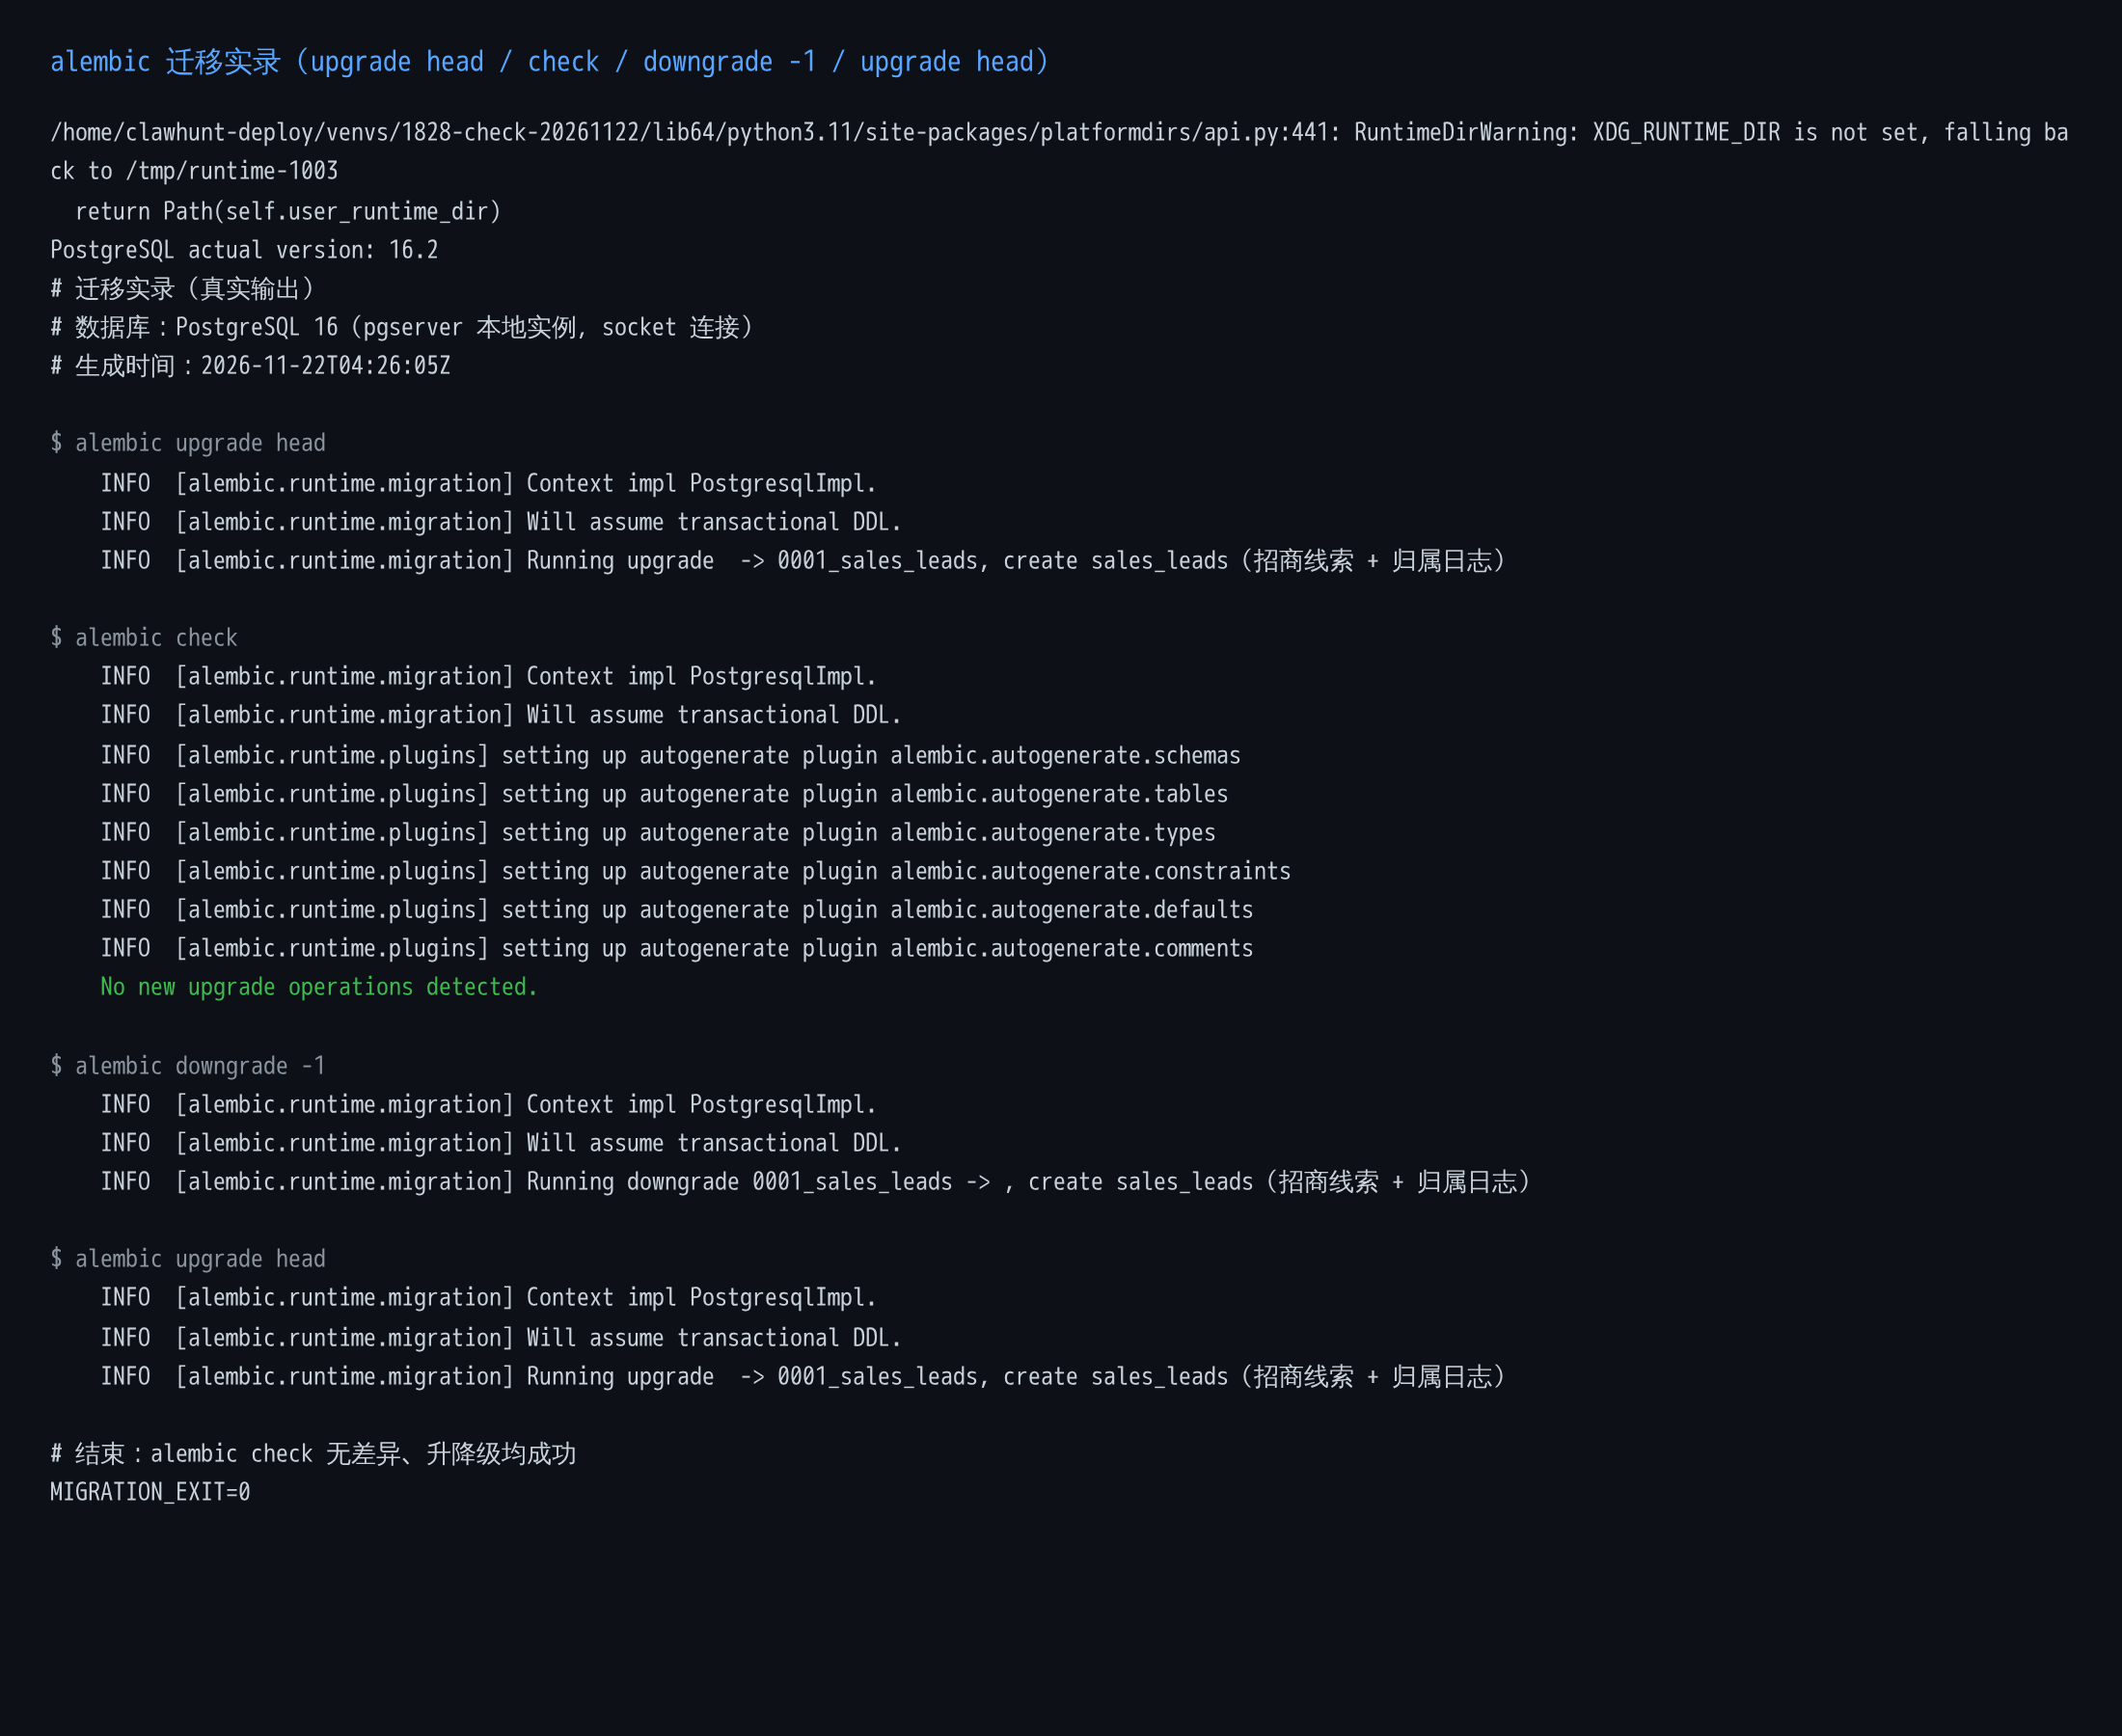 alembic 迁移实录（upgrade head / check / downgrade -1 / upgrade head）
/home/clawhunt-deploy/venvs/1828-check-20261122/lib64/python3.11/site-packages/platformdirs/api.py:441: RuntimeDirWarning: XDG_RUNTIME_DIR is not set, falling ba
ck to /tmp/runtime-1003
  return Path(self.user_runtime_dir)
PostgreSQL actual version: 16.2
# 迁移实录（真实输出）
# 数据库：PostgreSQL 16（pgserver 本地实例, socket 连接）
# 生成时间：2026-11-22T04:26:05Z

$ alembic upgrade head
    INFO  [alembic.runtime.migration] Context impl PostgresqlImpl.
    INFO  [alembic.runtime.migration] Will assume transactional DDL.
    INFO  [alembic.runtime.migration] Running upgrade  -> 0001_sales_leads, create sales_leads（招商线索 + 归属日志）

$ alembic check
    INFO  [alembic.runtime.migration] Context impl PostgresqlImpl.
    INFO  [alembic.runtime.migration] Will assume transactional DDL.
    INFO  [alembic.runtime.plugins] setting up autogenerate plugin alembic.autogenerate.schemas
    INFO  [alembic.runtime.plugins] setting up autogenerate plugin alembic.autogenerate.tables
    INFO  [alembic.runtime.plugins] setting up autogenerate plugin alembic.autogenerate.types
    INFO  [alembic.runtime.plugins] setting up autogenerate plugin alembic.autogenerate.constraints
    INFO  [alembic.runtime.plugins] setting up autogenerate plugin alembic.autogenerate.defaults
    INFO  [alembic.runtime.plugins] setting up autogenerate plugin alembic.autogenerate.comments
    No new upgrade operations detected.

$ alembic downgrade -1
    INFO  [alembic.runtime.migration] Context impl PostgresqlImpl.
    INFO  [alembic.runtime.migration] Will assume transactional DDL.
    INFO  [alembic.runtime.migration] Running downgrade 0001_sales_leads -> , create sales_leads（招商线索 + 归属日志）

$ alembic upgrade head
    INFO  [alembic.runtime.migration] Context impl PostgresqlImpl.
    INFO  [alembic.runtime.migration] Will assume transactional DDL.
    INFO  [alembic.runtime.migration] Running upgrade  -> 0001_sales_leads, create sales_leads（招商线索 + 归属日志）

# 结束：alembic check 无差异、升降级均成功
MIGRATION_EXIT=0